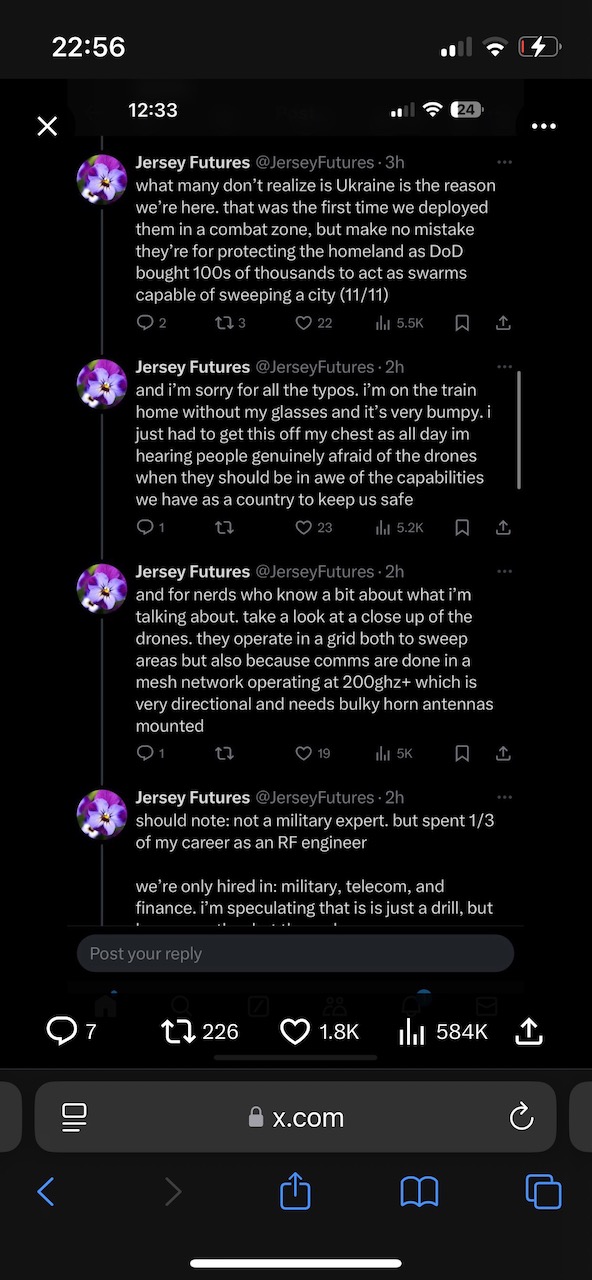 22:56
12:33
24
Jersey Futures @JerseyFutures · 3h
what many don’t realize is Ukraine is the reason
we’re here. that was the first time we deployed
them in a combat zone, but make no mistake
they’re for protecting the homeland as DoD
bought 100s of thousands to act as swarms
capable of sweeping a city (11/11)
2 3 22 5.5K
Jersey Futures @JerseyFutures · 2h
and i’m sorry for all the typos. i’m on the train
home without my glasses and it’s very bumpy. i
just had to get this off my chest as all day im
hearing people genuinely afraid of the drones
when they should be in awe of the capabilities
we have as a country to keep us safe
1 23 5.2K
Jersey Futures @JerseyFutures · 2h
and for nerds who know a bit about what i’m
talking about. take a look at a close up of the
drones. they operate in a grid both to sweep
areas but also because comms are done in a
mesh network operating at 200ghz+ which is
very directional and needs bulky horn antennas
mounted
1 19 5K
Jersey Futures @JerseyFutures · 2h
should note: not a military expert. but spent 1/3
of my career as an RF engineer
we’re only hired in: military, telecom, and
finance. i’m speculating that is is just a drill, but
Post your reply
7 226 1.8K 584K
x.com